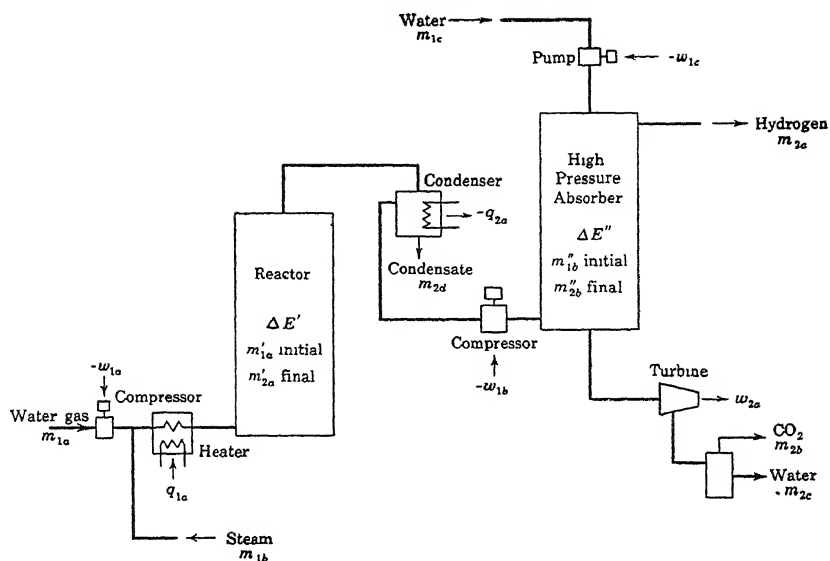 Water
m₁c
Pump
-w₁c
Hydrogen
m₂a
High
Pressure
Absorber
ΔE″
m″₁b initial
m″₂b final
Condenser
-q₂a
Condensate
m₂d
Reactor
ΔE′
m′₁a initial
m′₂a final
Compressor
-w₁b
Turbine
w₂a
CO₂
m₂b
Water
m₂c
-w₁a
Compressor
Water gas
m₁a
Heater
q₁a
Steam
m₁b